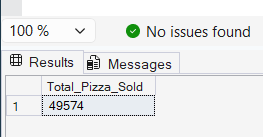 100 %
No issues found
Results
Messages
Total_Pizza_Sold
1
49574